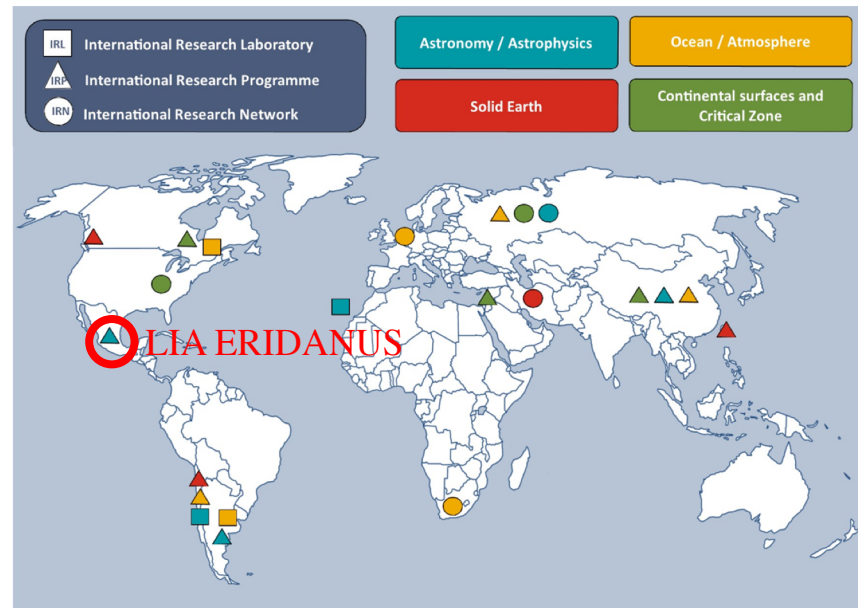 IRL International Research Laboratory
IRP International Research Programme
IRN International Research Network
Astronomy / Astrophysics
Ocean / Atmosphere
Solid Earth
Continental surfaces and
Critical Zone
LIA ERIDANUS